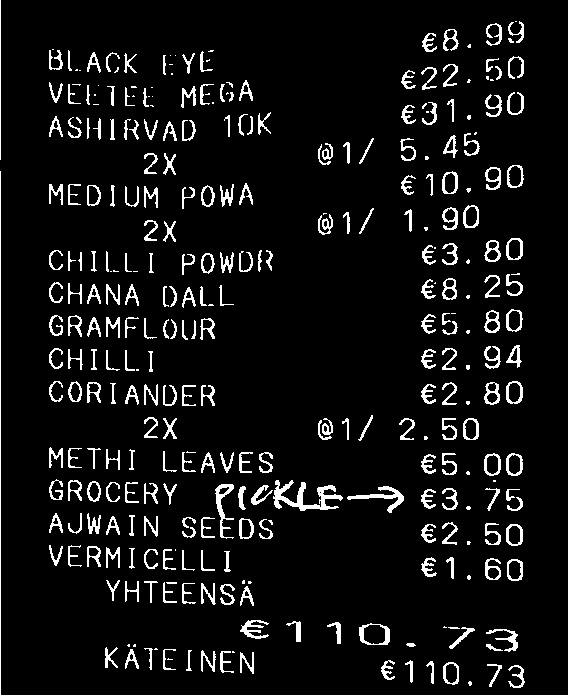 BLACK EYE €8.99
VEETEE MEGA €22.50
ASHIRVAD 10K €31.90
2X @1/ 5.45
MEDIUM POWA €10.90
2X @1/ 1.90
CHILLI POWDR €3.80
CHANA DALL €8.25
GRAMFLOUR €5.80
CHILLI €2.94
CORIANDER €2.80
2X @1/ 2.50
METHI LEAVES €5.00
GROCERY PICKLE → €3.75
AJWAIN SEEDS €2.50
VERMICELLI €1.60
YHTEENSÄ
€110.73
KÄTEINEN €110.73